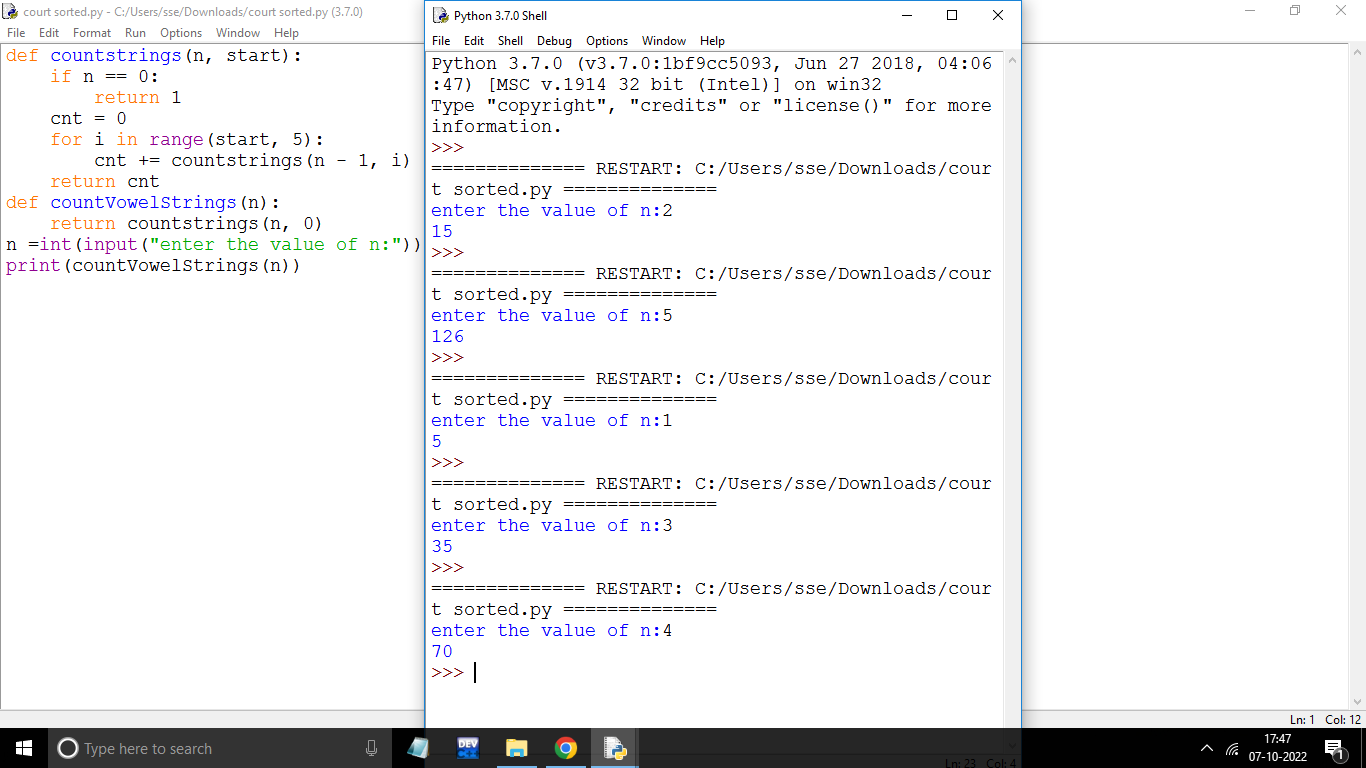 court sorted.py - C:/Users/sse/Downloads/court sorted.py (3.7.0)
File Edit Format Run Options Window Help
def countstrings(n, start):
    if n == 0:
        return 1
    cnt = 0
    for i in range(start, 5):
        cnt += countstrings(n - 1, i)
    return cnt
def countVowelStrings(n):
    return countstrings(n, 0)
n =int(input("enter the value of n:"))
print(countVowelStrings(n))
Python 3.7.0 Shell
File Edit Shell Debug Options Window Help
Python 3.7.0 (v3.7.0:1bf9cc5093, Jun 27 2018, 04:06
:47) [MSC v.1914 32 bit (Intel)] on win32
Type "copyright", "credits" or "license()" for more
information.
>>>
============== RESTART: C:/Users/sse/Downloads/cour
t sorted.py ==============
enter the value of n:2
15
>>>
============== RESTART: C:/Users/sse/Downloads/cour
t sorted.py ==============
enter the value of n:5
126
>>>
============== RESTART: C:/Users/sse/Downloads/cour
t sorted.py ==============
enter the value of n:1
5
>>>
============== RESTART: C:/Users/sse/Downloads/cour
t sorted.py ==============
enter the value of n:3
35
>>>
============== RESTART: C:/Users/sse/Downloads/cour
t sorted.py ==============
enter the value of n:4
70
>>>
Ln: 1 Col: 12
Type here to search
DEV
17:47
07-10-2022
1
Ln: 23 Col: 4